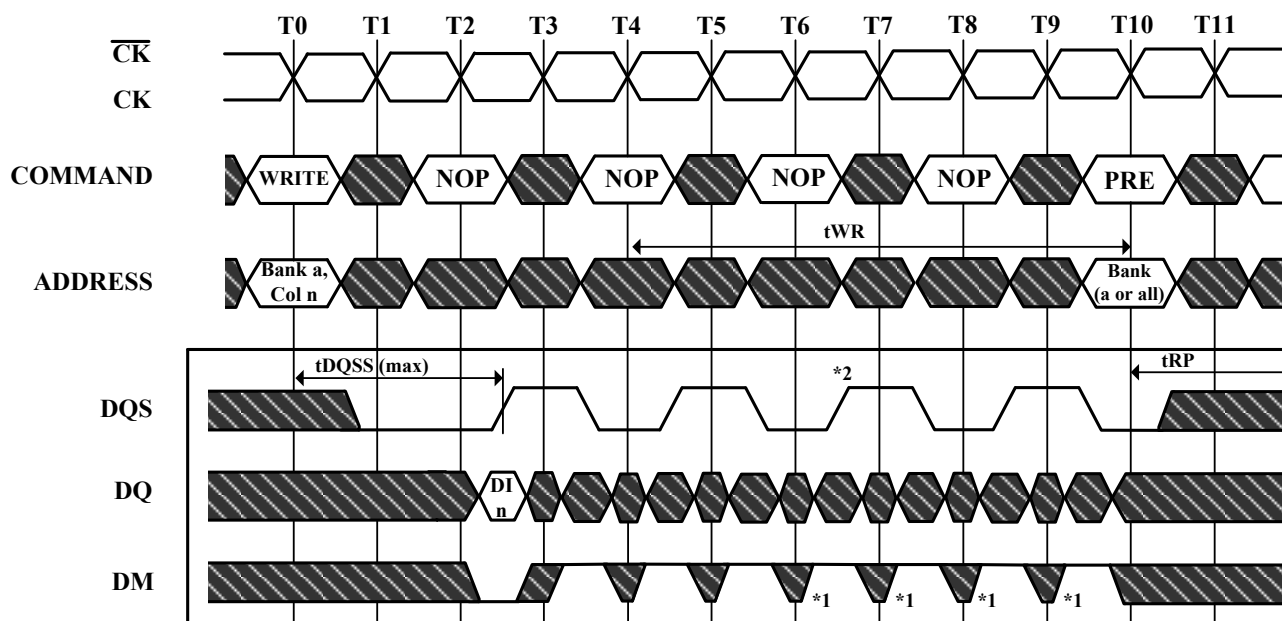 T0 T1 T2 T3 T4 T5 T6 T7 T8 T9 T10 T11
CK
CK
COMMAND WRITE NOP NOP NOP NOP PRE
tWR
ADDRESS Bank a, Col n Bank (a or all)
tDQSS (max) *2 tRP
DQS
DQ DI n
DM *1 *1 *1 *1